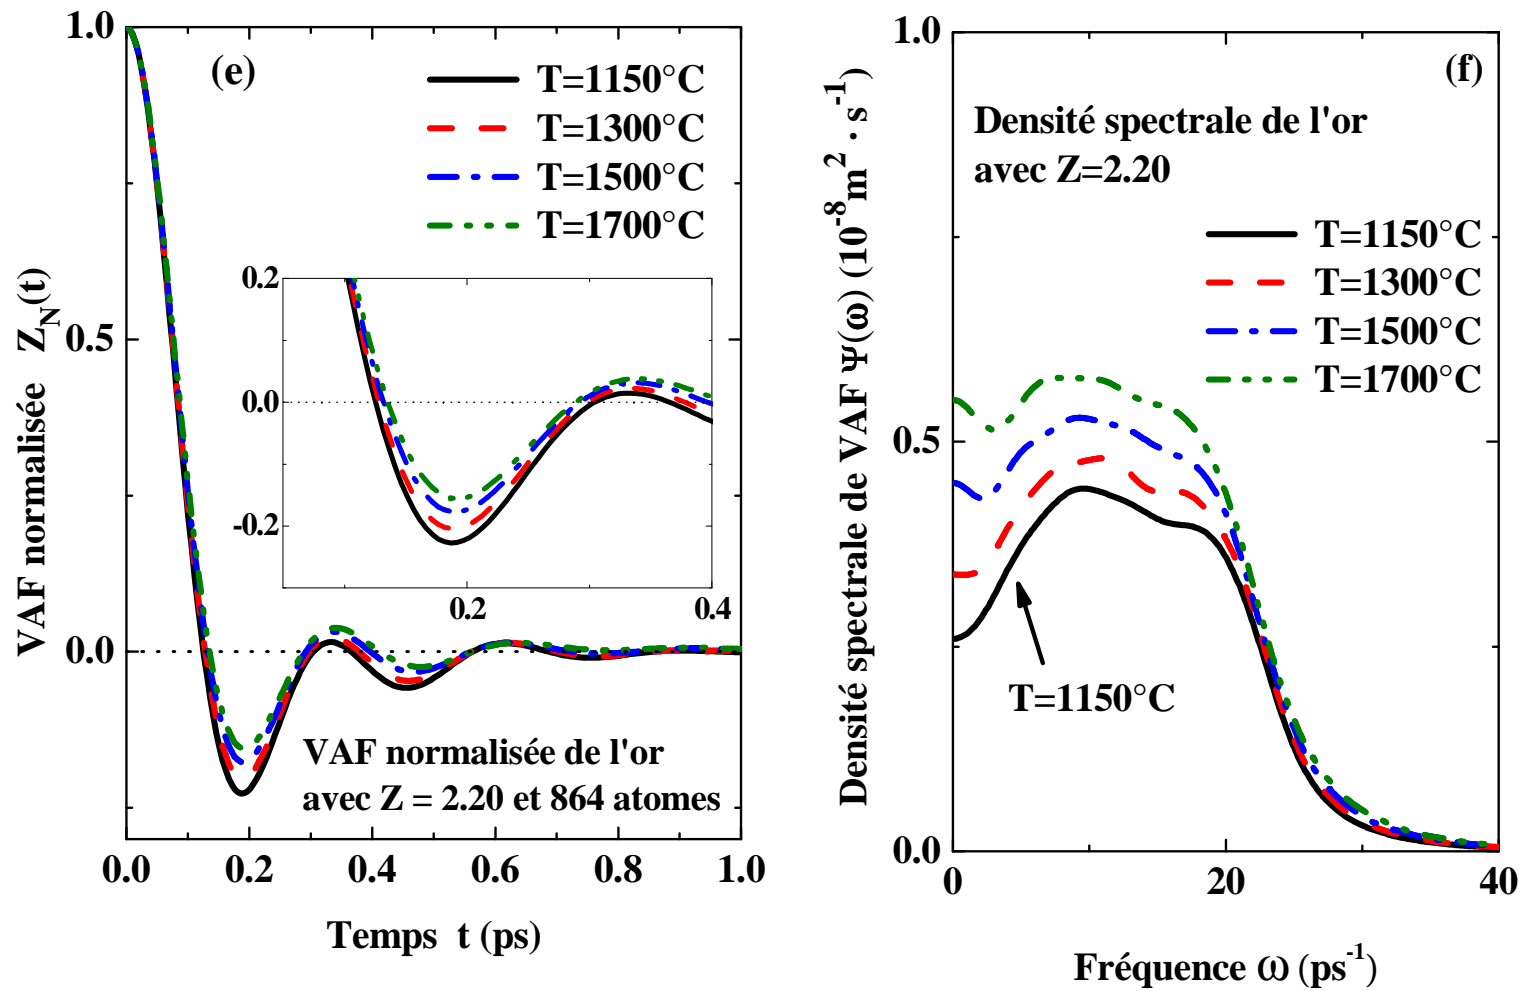 (e)
T=1150°C
T=1300°C
T=1500°C
T=1700°C
VAF normalisée Z_N(t)
1.0
0.5
0.0
0.2
0.0
-0.2
0.2
0.4
VAF normalisée de l'or
avec Z = 2.20 et 864 atomes
0.0 0.2 0.4 0.6 0.8 1.0
Temps t (ps)
(f)
Densité spectrale de l'or
avec Z=2.20
T=1150°C
T=1300°C
T=1500°C
T=1700°C
Densité spectrale de VAF Ψ(ω) (10⁻⁸m² · s⁻¹)
1.0
0.5
0.0
T=1150°C
0 20 40
Fréquence ω (ps⁻¹)